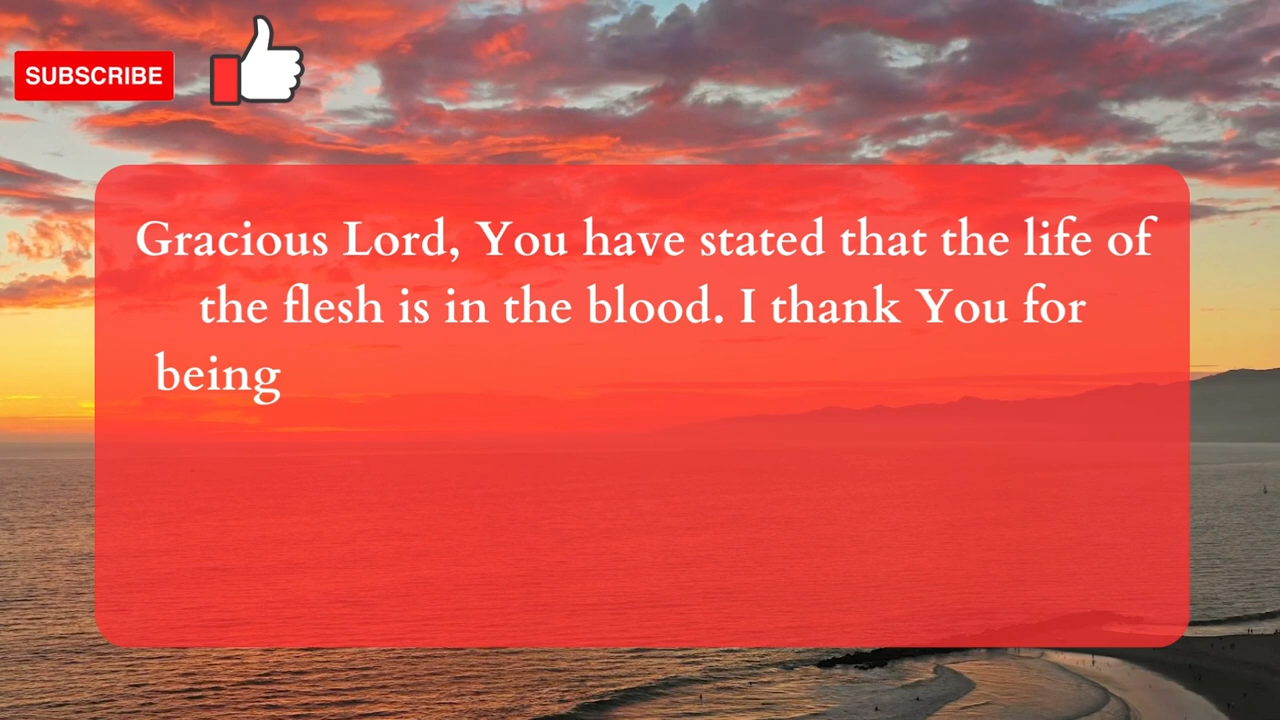 SUBSCRIBE
Gracious Lord, You have stated that the life of
the flesh is in the blood. I thank You for
being